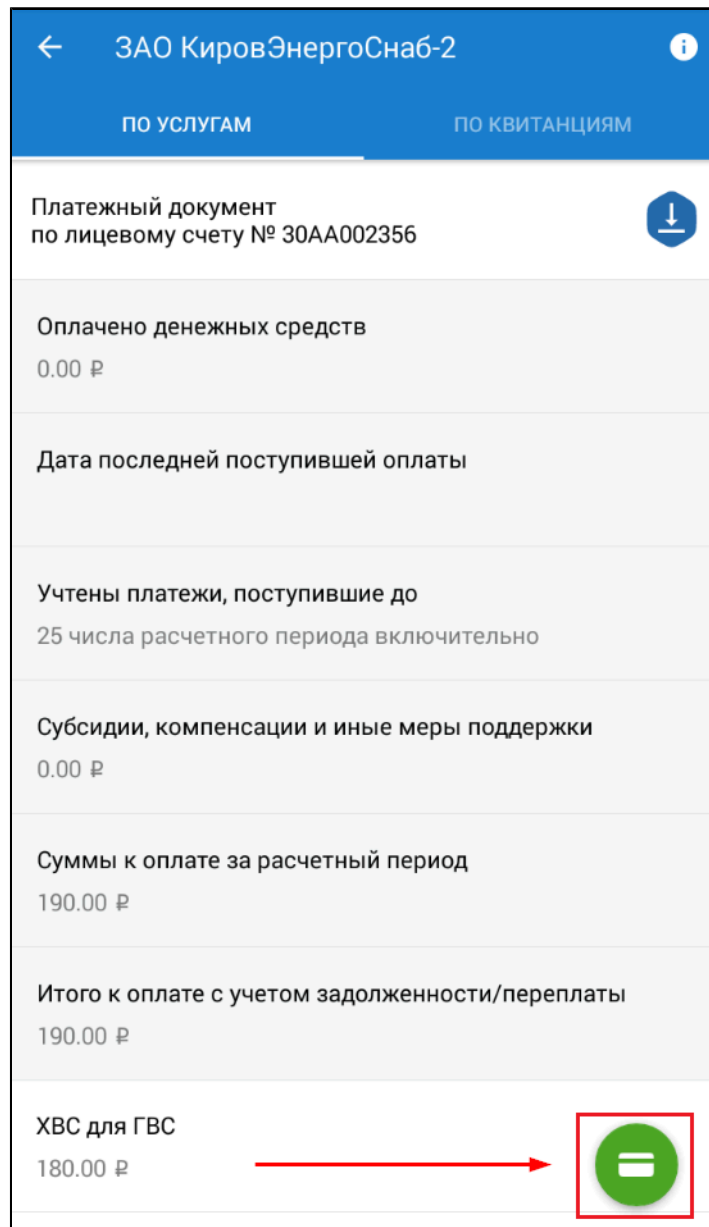 ЗАО КировЭнергоСнаб-2
ПО УСЛУГАМ
ПО КВИТАНЦИЯМ
Платежный документ
по лицевому счету № 30АА002356
Оплачено денежных средств
0.00 ₽
Дата последней поступившей оплаты
Учтены платежи, поступившие до
25 числа расчетного периода включительно
Субсидии, компенсации и иные меры поддержки
0.00 ₽
Суммы к оплате за расчетный период
190.00 ₽
Итого к оплате с учетом задолженности/переплаты
190.00 ₽
ХВС для ГВС
180.00 ₽